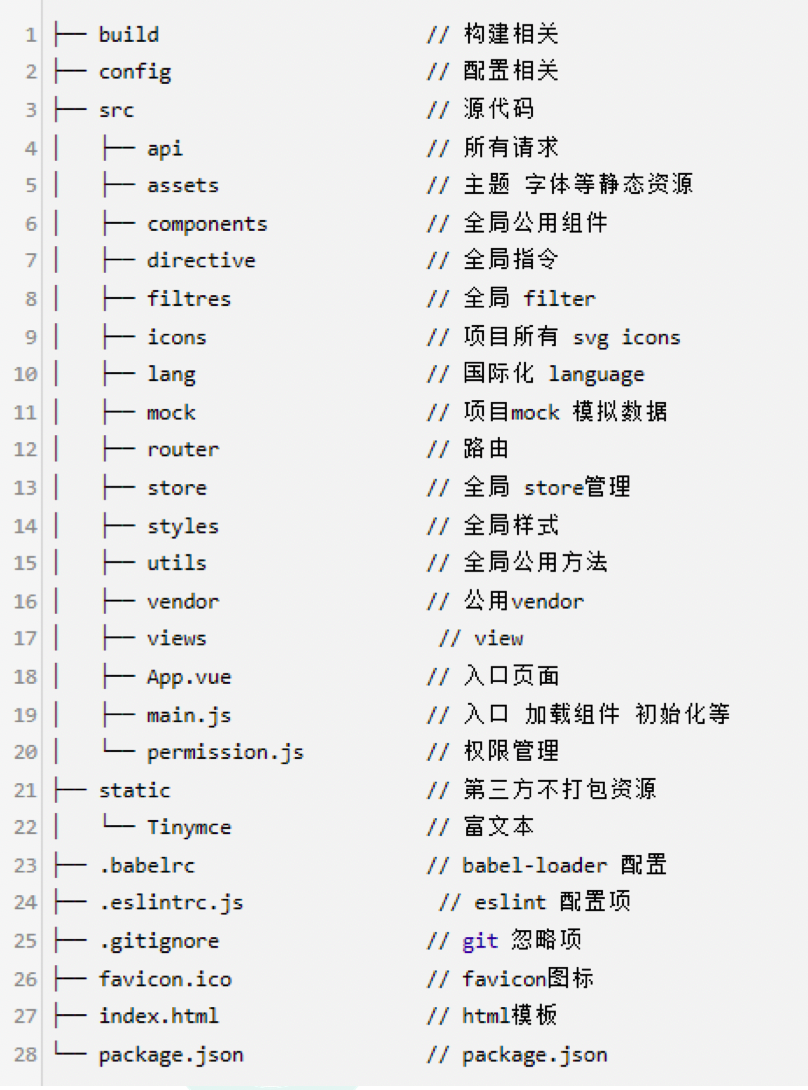 1 ├── build // 构建相关
2 ├── config // 配置相关
3 ├── src // 源代码
4 │   ├── api // 所有请求
5 │   ├── assets // 主题 字体等静态资源
6 │   ├── components // 全局公用组件
7 │   ├── directive // 全局指令
8 │   ├── filtres // 全局 filter
9 │   ├── icons // 项目所有 svg icons
10 │   ├── lang // 国际化 language
11 │   ├── mock // 项目mock 模拟数据
12 │   ├── router // 路由
13 │   ├── store // 全局 store管理
14 │   ├── styles // 全局样式
15 │   ├── utils // 全局公用方法
16 │   ├── vendor // 公用vendor
17 │   ├── views // view
18 │   ├── App.vue // 入口页面
19 │   ├── main.js // 入口 加载组件 初始化等
20 │   └── permission.js // 权限管理
21 ├── static // 第三方不打包资源
22 │   └── Tinymce // 富文本
23 ├── .babelrc // babel-loader 配置
24 ├── .eslintrc.js // eslint 配置项
25 ├── .gitignore // git 忽略项
26 ├── favicon.ico // favicon图标
27 ├── index.html // html模板
28 └── package.json // package.json